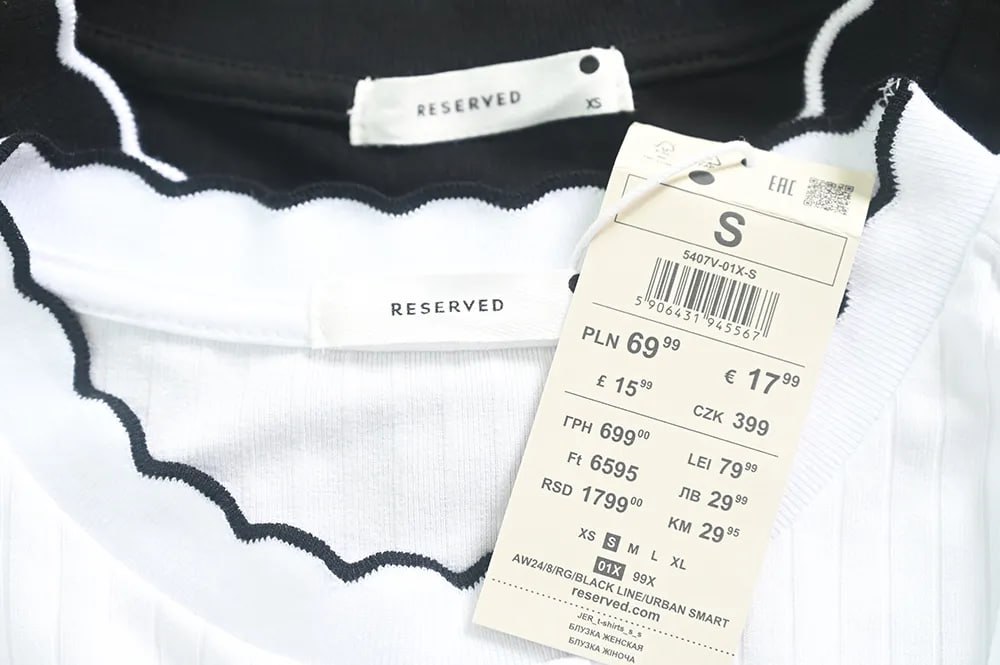 RESERVED
XS
RESERVED
EAC
S
5407V-01X-S
5906431 945567
PLN 69 99
€ 17 99
£ 15 99
CZK 399
ГРН 699 00
LEI 79 99
Ft 6595
ЛВ 29 99
RSD 1799 00
KM 29 95
XS S M L XL
01X 99X
AW24/8/RG/BLACK LINE/URBAN SMART
reserved.com
JER_t-shirts_s_s
БЛУЗКА ЖЕНСКАЯ
БЛУЗКА ЖІНОЧА